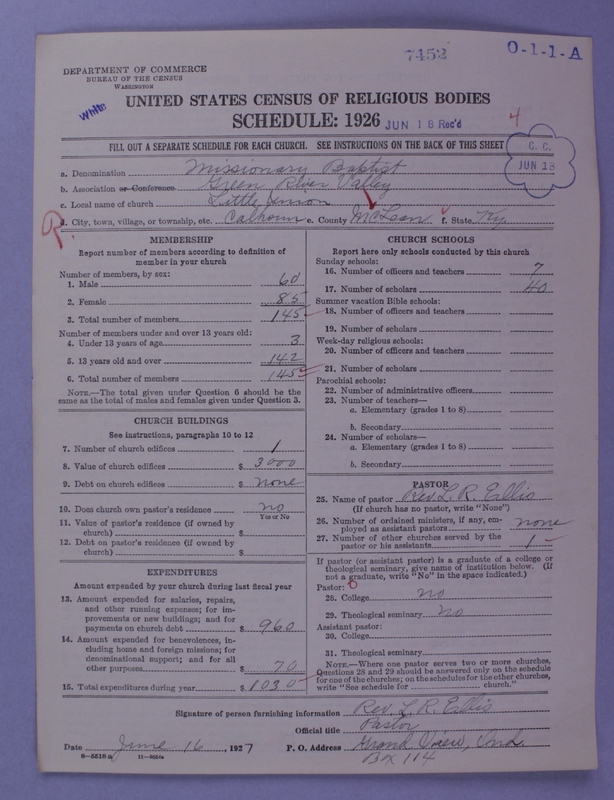 7452
O-1-1-A
DEPARTMENT OF COMMERCE
BUREAU OF THE CENSUS
WASHINGTON
White
UNITED STATES CENSUS OF RELIGIOUS BODIES
SCHEDULE: 1926 JUN 18 Rec'd
4
FILL OUT A SEPARATE SCHEDULE FOR EACH CHURCH. SEE INSTRUCTIONS ON THE BACK OF THIS SHEET
C. C.
JUN 18
a. Denomination Missionary Baptist
b. Association or Conference Green River Valley
c. Local name of church Little Union
d. City, town, village, or township, etc. Calhoun e. County McLean f. State Ky.
MEMBERSHIP
Report number of members according to definition of
member in your church
Number of members, by sex:
1. Male 60
2. Female 85
3. Total number of members 145
Number of members under and over 13 years old:
4. Under 13 years of age 3
5. 13 years old and over 142
6. Total number of members 145
NOTE.—The total given under Question 6 should be the
same as the total of males and females given under Question 3.
CHURCH BUILDINGS
See instructions, paragraphs 10 to 12
7. Number of church edifices 1
8. Value of church edifices $ 3000
9. Debt on church edifices $ none
10. Does church own pastor's residence no
Yes or No
11. Value of pastor's residence (if owned by
church) $
12. Debt on pastor's residence (if owned by
church) $
EXPENDITURES
Amount expended by your church during last fiscal year
13. Amount expended for salaries, repairs,
and other running expenses; for im-
provements or new buildings; and for
payments on church debt $ 960
14. Amount expended for benevolences, in-
cluding home and foreign missions; for
denominational support; and for all
other purposes $ 70
15. Total expenditures during year $ 1030
CHURCH SCHOOLS
Report here only schools conducted by this church
Sunday schools:
16. Number of officers and teachers 7
17. Number of scholars 40
Summer vacation Bible schools:
18. Number of officers and teachers
19. Number of scholars
Week-day religious schools:
20. Number of officers and teachers
21. Number of scholars
Parochial schools:
22. Number of administrative officers
23. Number of teachers—
a. Elementary (grades 1 to 8)
b. Secondary
24. Number of scholars—
a. Elementary (grades 1 to 8)
b. Secondary
PASTOR
25. Name of pastor Rev. L. R. Ellis
(If church has no pastor, write "None")
26. Number of ordained ministers, if any, em-
ployed as assistant pastors none
27. Number of other churches served by the
pastor or his assistants 1
If pastor (or assistant pastor) is a graduate of a college or
theological seminary, give name of institution below. (If
not a graduate, write "No" in the space indicated.)
Pastor: 0
28. College no
29. Theological seminary No
Assistant pastor:
30. College
31. Theological seminary
NOTE.—Where one pastor serves two or more churches,
Questions 28 and 29 should be answered only on the schedule
for one of the churches; on the schedules for the other churches,
write "See schedule for church."
Signature of person furnishing information Rev L. R. Ellis
Official title Pastor
Date June 16, 1927 P. O. Address Grand View, Ind.
Box 114
8-5518a